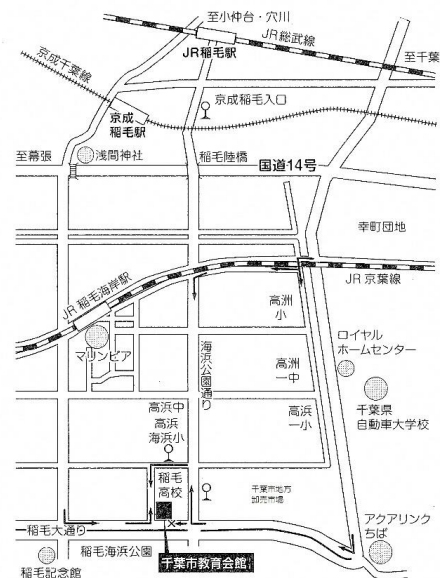 至小仲台・穴川
JR稲毛駅
JR総武線
至千葉
京成千葉線
京成稲毛入口
京成
稲毛駅
至幕張
浅間神社
稲毛陸橋
国道14号
幸町団地
JR稲毛海岸駅
JR京葉線
高洲
小
マリンピア
海浜公園通り
ロイヤル
ホームセンター
高洲
一中
千葉県
自動車大学校
高浜中
高浜
海浜小
高浜
一小
稲毛
高校
千葉市地方
卸売市場
稲毛大通り
稲毛海浜公園
アクアリンク
ちば
稲毛記念館
千葉市教育会館